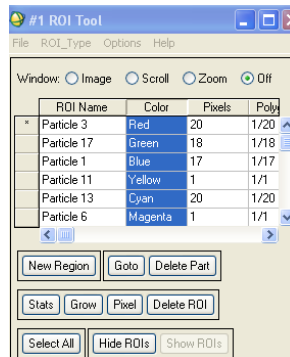 #1 ROI Tool
File ROI_Type Options Help
Window: Image Scroll Zoom Off
ROI Name Color Pixels Poly
* Particle 3 Red 20 1/20
Particle 17 Green 18 1/18
Particle 1 Blue 17 1/17
Particle 11 Yellow 1 1/1
Particle 13 Cyan 20 1/20
Particle 6 Magenta 1 1/1
New Region Goto Delete Part
Stats Grow Pixel Delete ROI
Select All Hide ROIs Show ROIs